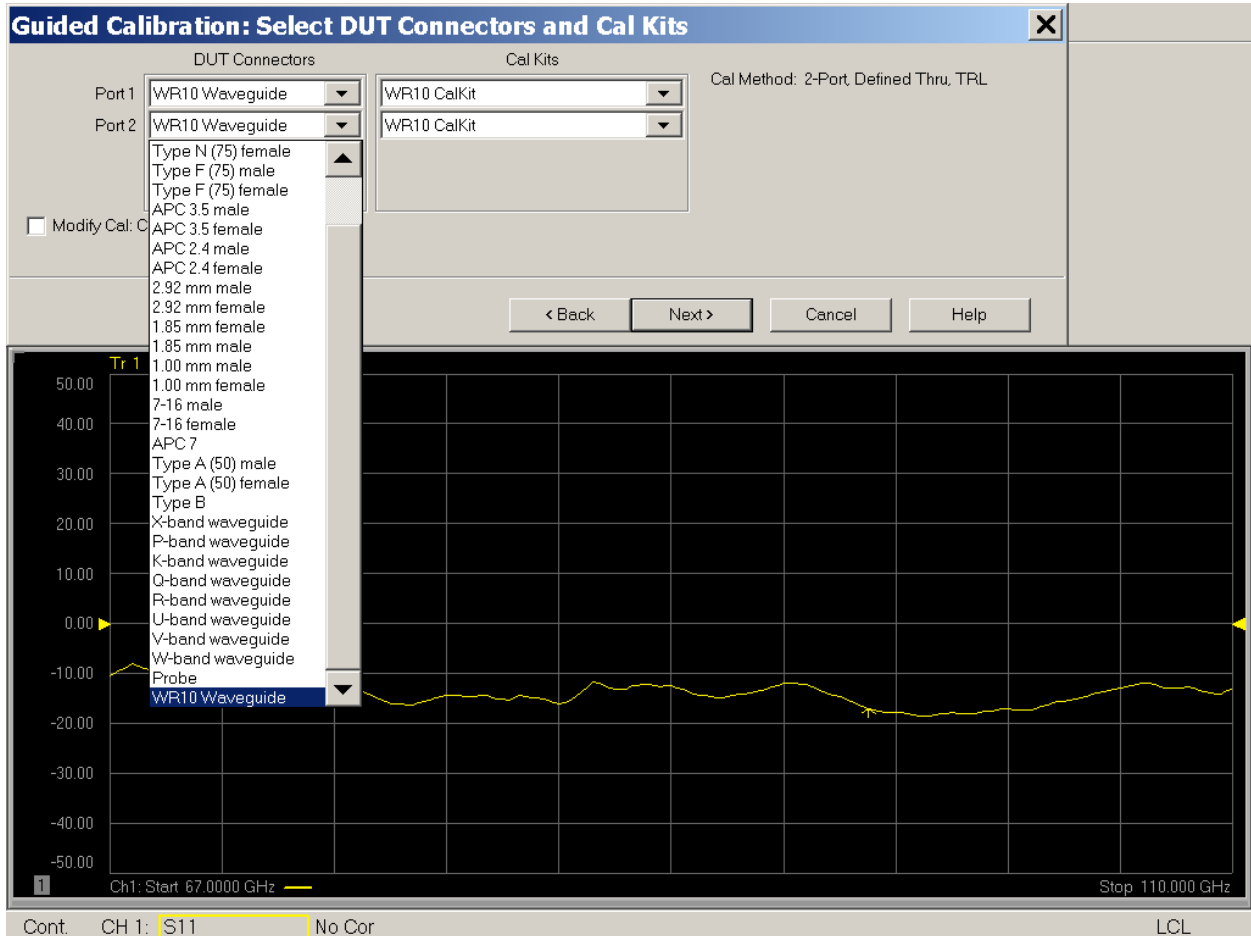 Guided Calibration: Select DUT Connectors and Cal Kits
DUT Connectors
Cal Kits
Cal Method: 2-Port, Defined Thru, TRL
Port 1 WR10 Waveguide WR10 CalKit
Port 2 WR10 Waveguide WR10 CalKit
Type N (75) female
Type F (75) male
Type F (75) female
APC 3.5 male
Modify Cal: C
APC 3.5 female
APC 2.4 male
APC 2.4 female
2.92 mm male
2.92 mm female
1.85 mm female
1.85 mm male
1.00 mm male
1.00 mm female
7-16 male
7-16 female
APC 7
Type A (50) male
Type A (50) female
Type B
X-band waveguide
P-band waveguide
K-band waveguide
Q-band waveguide
R-band waveguide
U-band waveguide
V-band waveguide
W-band waveguide
Probe
WR10 Waveguide
< Back
Next >
Cancel
Help
Tr 1
50.00
40.00
30.00
20.00
10.00
0.00
-10.00
-20.00
-30.00
-40.00
-50.00
1
Ch1: Start 67.0000 GHz
Stop 110.000 GHz
Cont. CH 1: S11 No Cor LCL